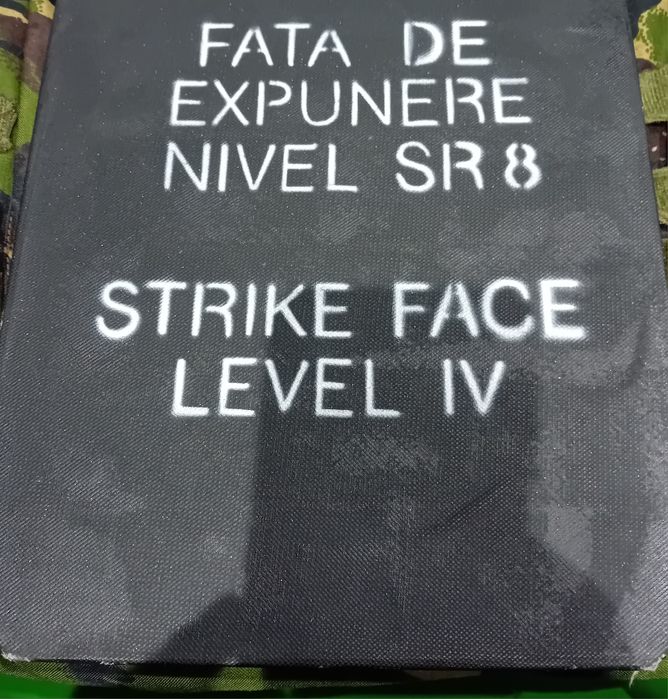 FATA DE
EXPUNERE
NIVEL SR 8
STRIKE FACE
LEVEL IV